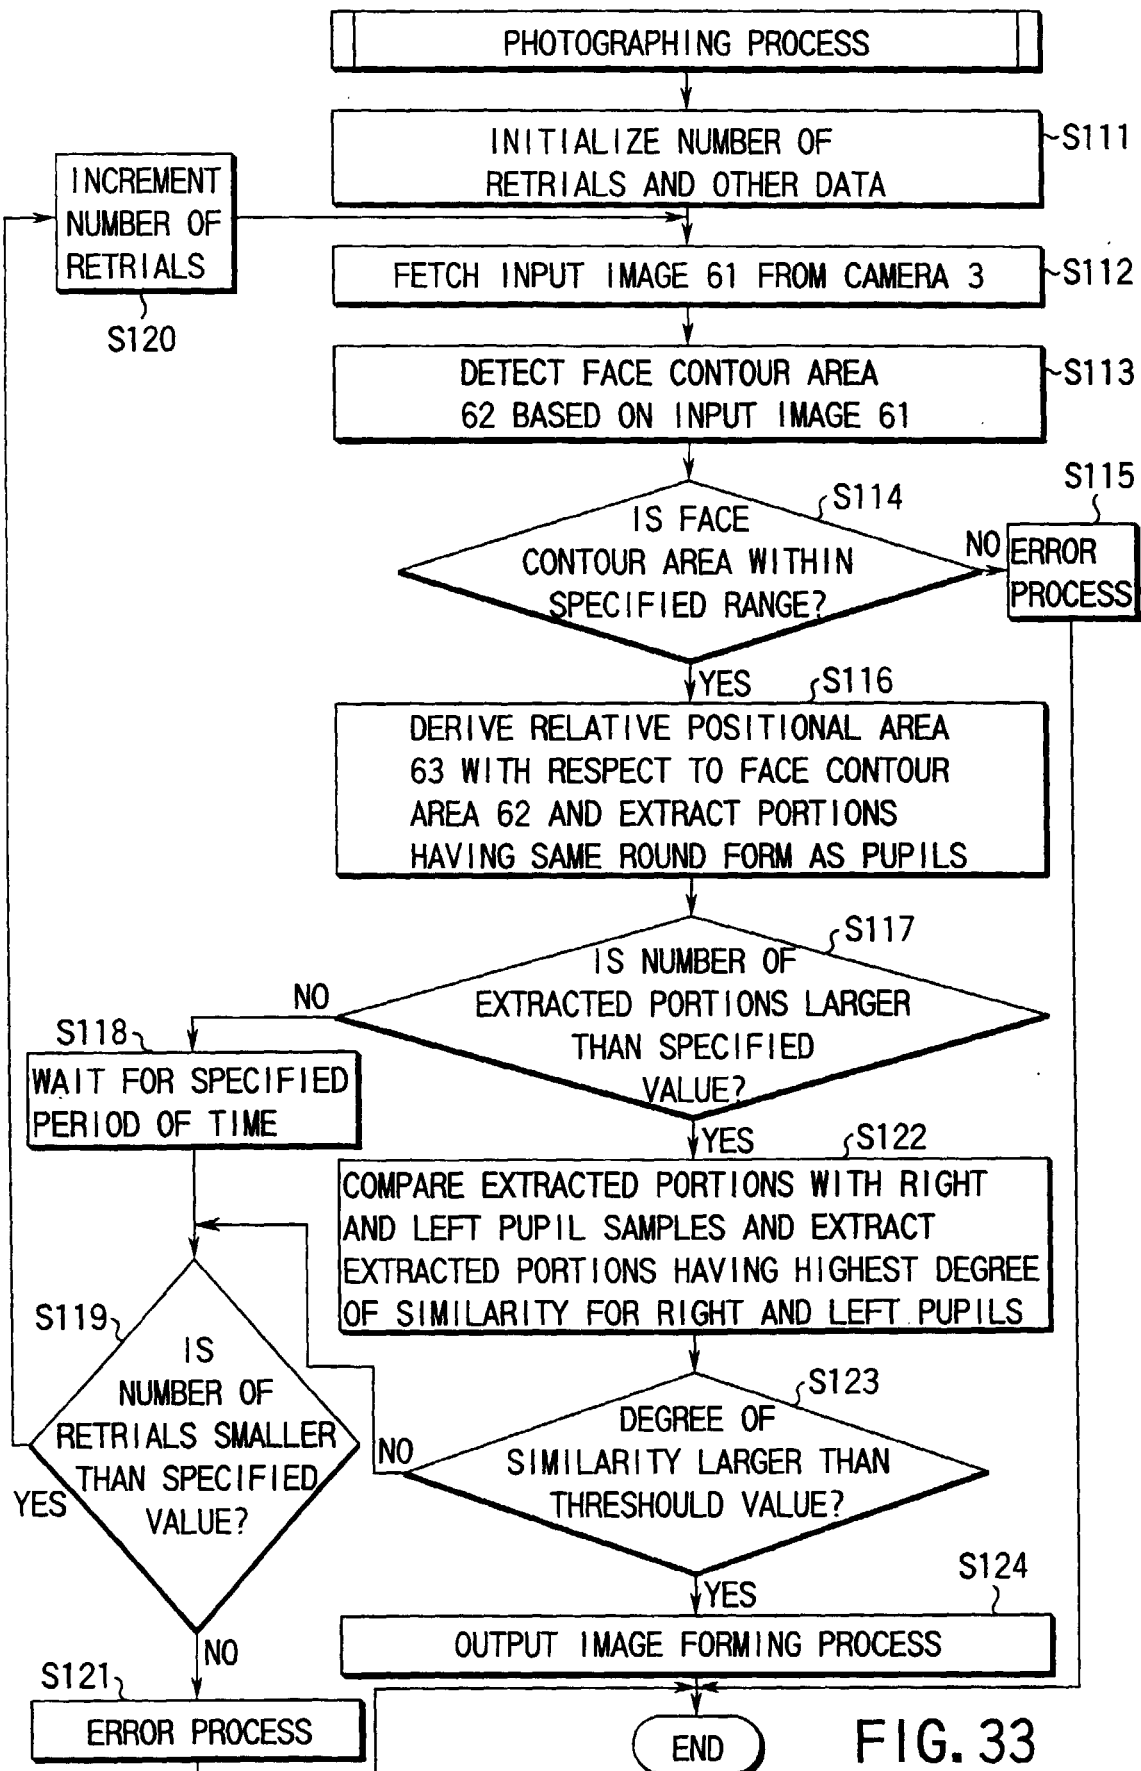 PHOTOGRAPHING PROCESS
INITIALIZE NUMBER OF
RETRIALS AND OTHER DATA
S111
INCREMENT
NUMBER OF
RETRIALS
S120
FETCH INPUT IMAGE 61 FROM CAMERA 3
S112
DETECT FACE CONTOUR AREA
62 BASED ON INPUT IMAGE 61
S113
S114
IS FACE
CONTOUR AREA WITHIN
SPECIFIED RANGE?
NO
S115
ERROR
PROCESS
YES
S116
DERIVE RELATIVE POSITIONAL AREA
63 WITH RESPECT TO FACE CONTOUR
AREA 62 AND EXTRACT PORTIONS
HAVING SAME ROUND FORM AS PUPILS
S117
IS NUMBER OF
EXTRACTED PORTIONS LARGER
THAN SPECIFIED
VALUE?
NO
S118
WAIT FOR SPECIFIED
PERIOD OF TIME
YES
S122
COMPARE EXTRACTED PORTIONS WITH RIGHT
AND LEFT PUPIL SAMPLES AND EXTRACT
EXTRACTED PORTIONS HAVING HIGHEST DEGREE
OF SIMILARITY FOR RIGHT AND LEFT PUPILS
S119
IS
NUMBER OF
RETRIALS SMALLER
THAN SPECIFIED
VALUE?
YES
S123
DEGREE OF
SIMILARITY LARGER THAN
THRESHOULD VALUE?
NO
YES
S124
OUTPUT IMAGE FORMING PROCESS
NO
S121
ERROR PROCESS
END
FIG. 33